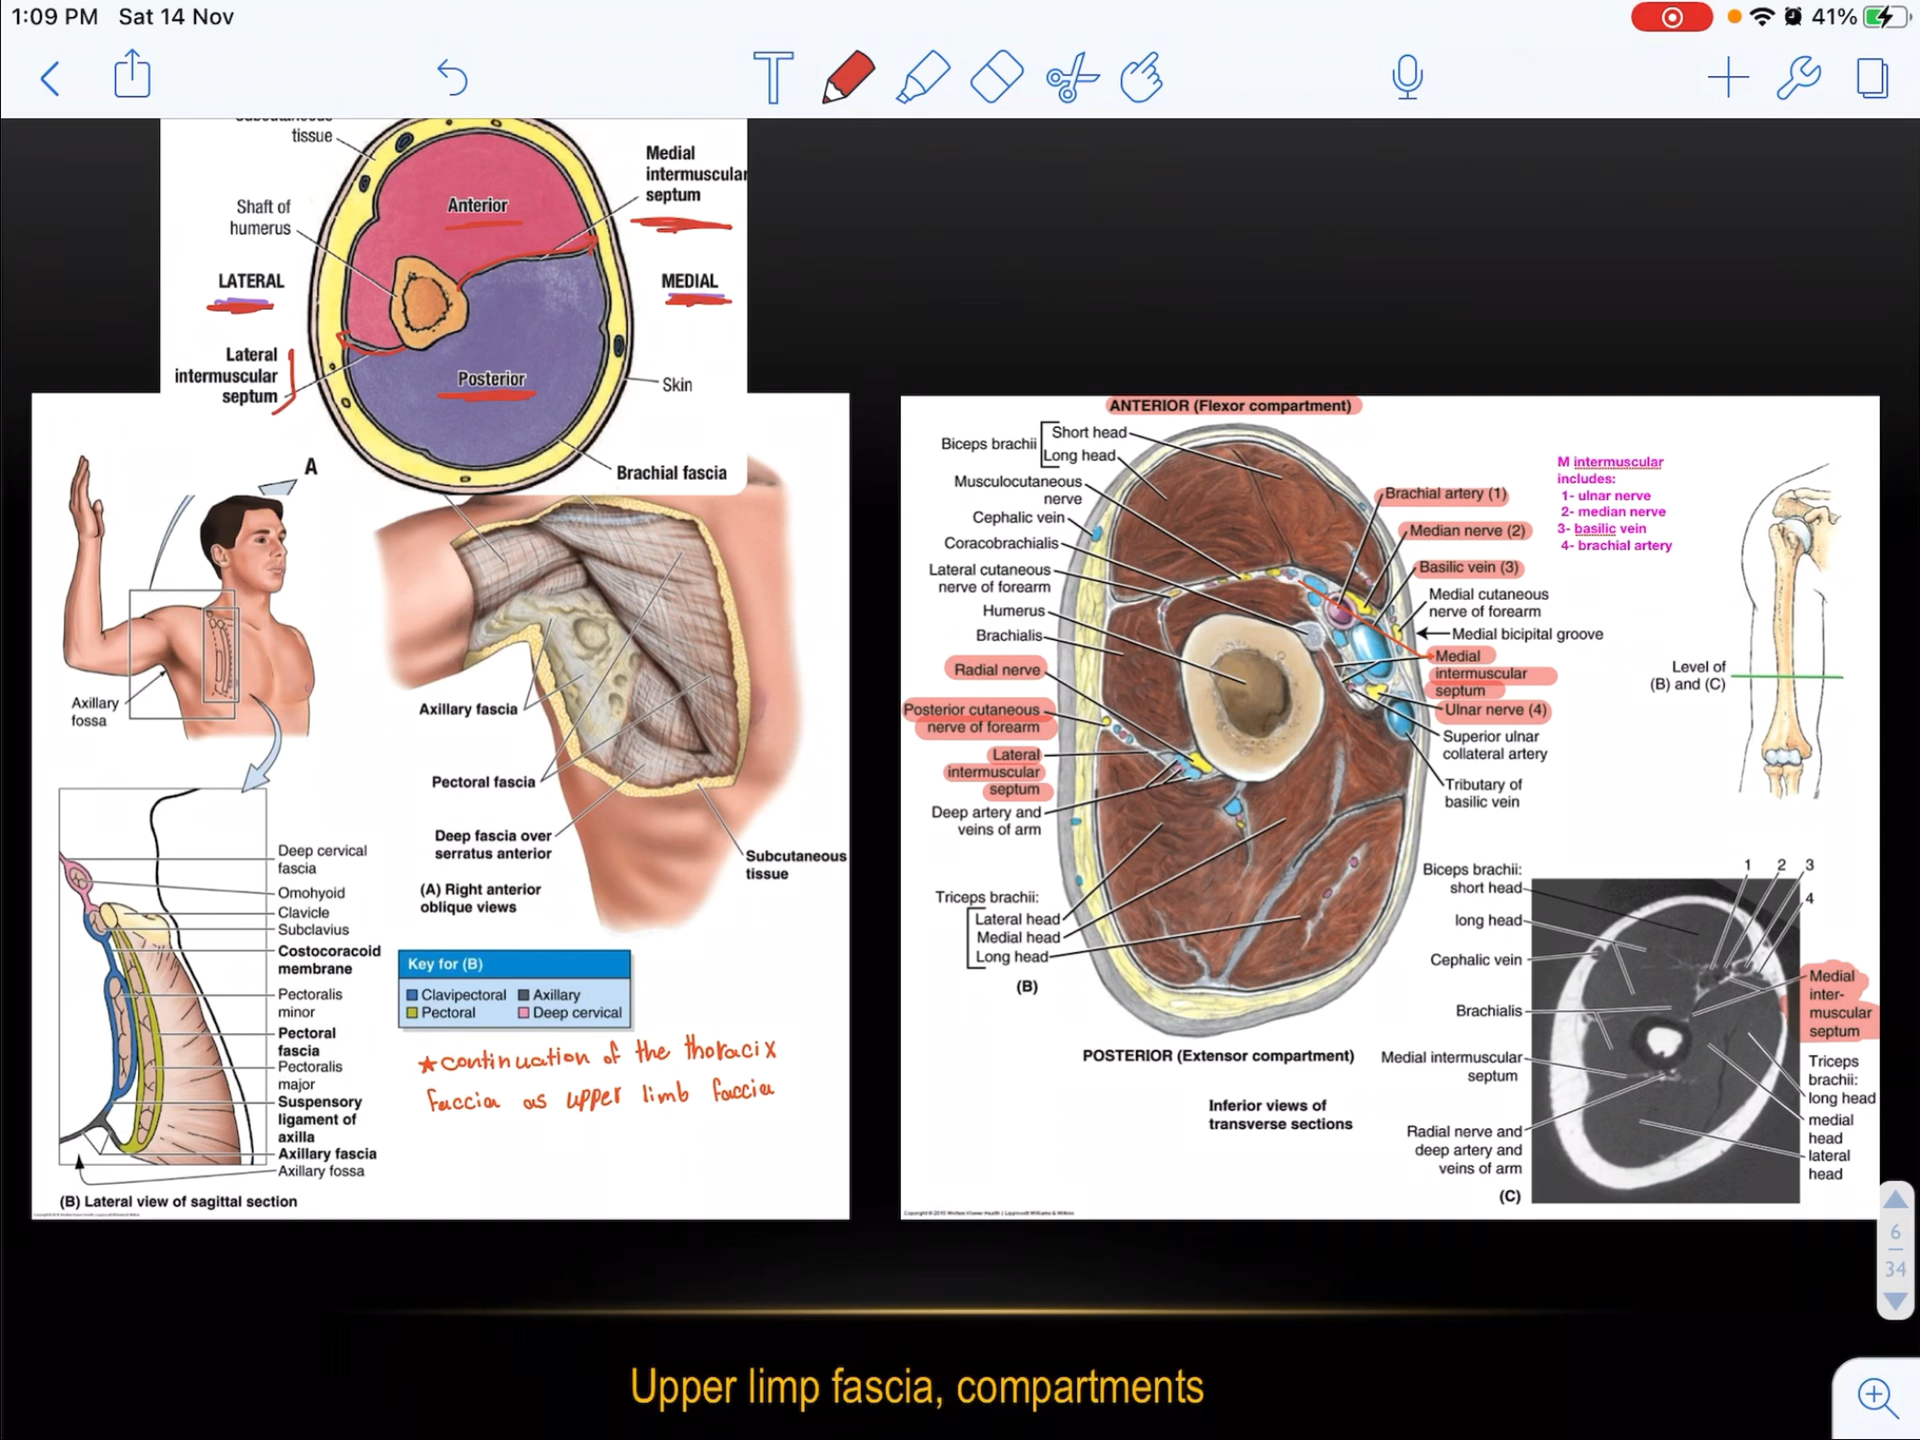 1:09 PM Sat 14 Nov
41%
tissue
Shaft of
humerus
LATERAL
Lateral
intermuscular
septum
Anterior
Posterior
Medial
intermuscular
septum
MEDIAL
Skin
Brachial fascia
A
Axillary
fossa
Axillary fascia
Pectoral fascia
Deep fascia over
serratus anterior
(A) Right anterior
oblique views
Subcutaneous
tissue
Deep cervical
fascia
Omohyoid
Clavicle
Subclavius
Costocoracoid
membrane
Pectoralis
minor
Pectoral
fascia
Pectoralis
major
Suspensory
ligament of
axilla
Axillary fascia
Axillary fossa
(B) Lateral view of sagittal section
Key for (B)
Clavipectoral Axillary
Pectoral Deep cervical
★continuation of the thoracix
faccia as upper limb faccia
ANTERIOR (Flexor compartment)
Biceps brachii
Short head
Long head
Musculocutaneous
nerve
Cephalic vein
Coracobrachialis
Lateral cutaneous
nerve of forearm
Humerus
Brachialis
Radial nerve
Posterior cutaneous
nerve of forearm
Lateral
intermuscular
septum
Deep artery and
veins of arm
Triceps brachii:
Lateral head
Medial head
Long head
(B)
Brachial artery (1)
Median nerve (2)
Basilic vein (3)
Medial cutaneous
nerve of forearm
Medial bicipital groove
Medial
intermuscular
septum
Ulnar nerve (4)
Superior ulnar
collateral artery
Tributary of
basilic vein
M intermuscular
includes:
1- ulnar nerve
2- median nerve
3- basilic vein
4- brachial artery
Level of
(B) and (C)
POSTERIOR (Extensor compartment)
Inferior views of
transverse sections
Biceps brachii:
short head
long head
Cephalic vein
Brachialis
Medial intermuscular
septum
Radial nerve and
deep artery and
veins of arm
(C)
1 2 3
4
Medial
inter-
muscular
septum
Triceps
brachii:
long head
medial
head
lateral
head
6
34
Upper limp fascia, compartments